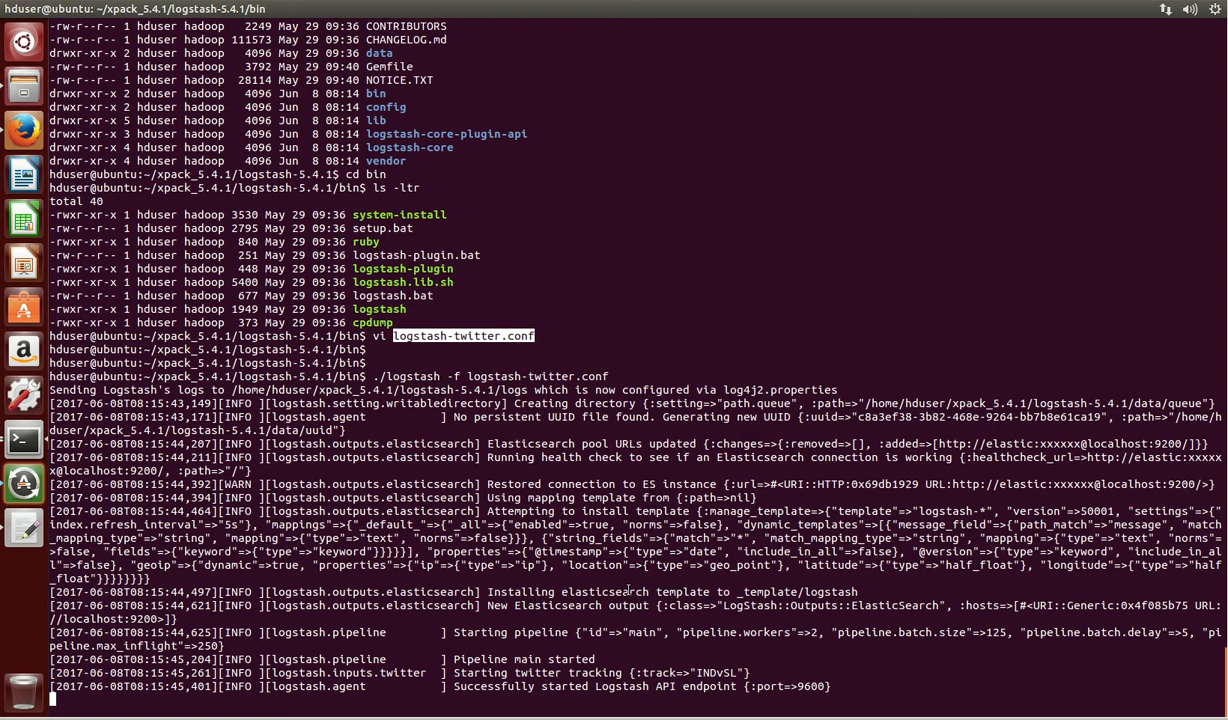 hduser@ubuntu: ~/xpack_5.4.1/logstash-5.4.1/bin
-rw-r--r-- 1 hduser hadoop   2249 May 29 09:36 CONTRIBUTORS
-rw-r--r-- 1 hduser hadoop 111573 May 29 09:36 CHANGELOG.md
drwxr-xr-x 2 hduser hadoop   4096 May 29 09:36 data
-rw-r--r-- 1 hduser hadoop   3792 May 29 09:40 Gemfile
-rw-r--r-- 1 hduser hadoop  28114 May 29 09:40 NOTICE.TXT
drwxr-xr-x 2 hduser hadoop   4096 Jun  8 08:14 bin
drwxr-xr-x 2 hduser hadoop   4096 Jun  8 08:14 config
drwxr-xr-x 5 hduser hadoop   4096 Jun  8 08:14 lib
drwxr-xr-x 3 hduser hadoop   4096 Jun  8 08:14 logstash-core-plugin-api
drwxr-xr-x 4 hduser hadoop   4096 Jun  8 08:14 logstash-core
drwxr-xr-x 4 hduser hadoop   4096 Jun  8 08:14 vendor
hduser@ubuntu:~/xpack_5.4.1/logstash-5.4.1$ cd bin
hduser@ubuntu:~/xpack_5.4.1/logstash-5.4.1/bin$ ls -ltr
total 40
-rwxr-xr-x 1 hduser hadoop 3530 May 29 09:36 system-install
-rw-r--r-- 1 hduser hadoop 2795 May 29 09:36 setup.bat
-rwxr-xr-x 1 hduser hadoop  840 May 29 09:36 ruby
-rw-r--r-- 1 hduser hadoop  251 May 29 09:36 logstash-plugin.bat
-rwxr-xr-x 1 hduser hadoop  448 May 29 09:36 logstash-plugin
-rwxr-xr-x 1 hduser hadoop 5400 May 29 09:36 logstash.lib.sh
-rw-r--r-- 1 hduser hadoop  677 May 29 09:36 logstash.bat
-rwxr-xr-x 1 hduser hadoop 1949 May 29 09:36 logstash
-rwxr-xr-x 1 hduser hadoop  373 May 29 09:36 cpdump
hduser@ubuntu:~/xpack_5.4.1/logstash-5.4.1/bin$ vi logstash-twitter.conf
hduser@ubuntu:~/xpack_5.4.1/logstash-5.4.1/bin$
hduser@ubuntu:~/xpack_5.4.1/logstash-5.4.1/bin$
hduser@ubuntu:~/xpack_5.4.1/logstash-5.4.1/bin$ ./logstash -f logstash-twitter.conf
Sending Logstash's logs to /home/hduser/xpack_5.4.1/logstash-5.4.1/logs which is now configured via log4j2.properties
[2017-06-08T08:15:43,149][INFO ][logstash.setting.writabledirectory] Creating directory {:setting=>"path.queue", :path=>"/home/hduser/xpack_5.4.1/logstash-5.4.1/data/queue"}
[2017-06-08T08:15:43,171][INFO ][logstash.agent           ] No persistent UUID file found. Generating new UUID {:uuid=>"c8a3ef38-3b82-468e-9264-bb7b8e61ca19", :path=>"/home/h
duser/xpack_5.4.1/logstash-5.4.1/data/uuid"}
[2017-06-08T08:15:44,207][INFO ][logstash.outputs.elasticsearch] Elasticsearch pool URLs updated {:changes=>{:removed=>[], :added=>[http://elastic:xxxxxx@localhost:9200/]}}
[2017-06-08T08:15:44,211][INFO ][logstash.outputs.elasticsearch] Running health check to see if an Elasticsearch connection is working {:healthcheck_url=>http://elastic:xxxxx
x@localhost:9200/, :path=>"/"}
[2017-06-08T08:15:44,392][WARN ][logstash.outputs.elasticsearch] Restored connection to ES instance {:url=>#<URI::HTTP:0x69db1929 URL:http://elastic:xxxxxx@localhost:9200/>}
[2017-06-08T08:15:44,394][INFO ][logstash.outputs.elasticsearch] Using mapping template from {:path=>nil}
[2017-06-08T08:15:44,464][INFO ][logstash.outputs.elasticsearch] Attempting to install template {:manage_template=>{"template"=>"logstash-*", "version"=>50001, "settings"=>{"
index.refresh_interval"=>"5s"}, "mappings"=>{"_default_"=>{"_all"=>{"enabled"=>true, "norms"=>false}, "dynamic_templates"=>[{"message_field"=>{"path_match"=>"message", "match
_mapping_type"=>"string", "mapping"=>{"type"=>"text", "norms"=>false}}}, {"string_fields"=>{"match"=>"*", "match_mapping_type"=>"string", "mapping"=>{"type"=>"text", "norms"=
>false, "fields"=>{"keyword"=>{"type"=>"keyword"}}}}}], "properties"=>{"@timestamp"=>{"type"=>"date", "include_in_all"=>false}, "@version"=>{"type"=>"keyword", "include_in_al
l"=>false}, "geoip"=>{"dynamic"=>true, "properties"=>{"ip"=>{"type"=>"ip"}, "location"=>{"type"=>"geo_point"}, "latitude"=>{"type"=>"half_float"}, "longitude"=>{"type"=>"half
_float"}}}}}}}}
[2017-06-08T08:15:44,497][INFO ][logstash.outputs.elasticsearch] Installing elasticsearch template to _template/logstash
[2017-06-08T08:15:44,621][INFO ][logstash.outputs.elasticsearch] New Elasticsearch output {:class=>"LogStash::Outputs::ElasticSearch", :hosts=>[#<URI::Generic:0x4f085b75 URL:
//localhost:9200>]}
[2017-06-08T08:15:44,625][INFO ][logstash.pipeline        ] Starting pipeline {"id"=>"main", "pipeline.workers"=>2, "pipeline.batch.size"=>125, "pipeline.batch.delay"=>5, "pi
peline.max_inflight"=>250}
[2017-06-08T08:15:45,204][INFO ][logstash.pipeline        ] Pipeline main started
[2017-06-08T08:15:45,261][INFO ][logstash.inputs.twitter  ] Starting twitter tracking {:track=>"INDvSL"}
[2017-06-08T08:15:45,401][INFO ][logstash.agent           ] Successfully started Logstash API endpoint {:port=>9600}